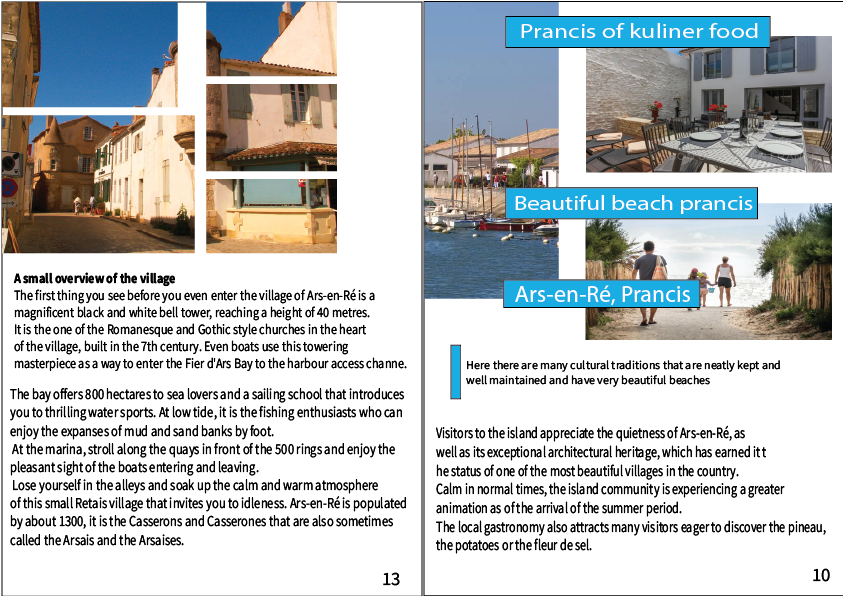 A small overview of the village
The first thing you see before you even enter the village of Ars-en-Ré is a
magnificent black and white bell tower, reaching a height of 40 metres.
It is the one of the Romanesque and Gothic style churches in the heart
of the village, built in the 7th century. Even boats use this towering
masterpiece as a way to enter the Fier d'Ars Bay to the harbour access channe.
The bay offers 800 hectares to sea lovers and a sailing school that introduces
you to thrilling water sports. At low tide, it is the fishing enthusiasts who can
enjoy the expanses of mud and sand banks by foot.
At the marina, stroll along the quays in front of the 500 rings and enjoy the
pleasant sight of the boats entering and leaving.
Lose yourself in the alleys and soak up the calm and warm atmosphere
of this small Retais village that invites you to idleness. Ars-en-Ré is populated
by about 1300, it is the Casserons and Casserones that are also sometimes
called the Arsais and the Arsaises.
13
Prancis of kuliner food
Beautiful beach prancis
Ars-en-Ré, Prancis
Here there are many cultural traditions that are neatly kept and
well maintained and have very beautiful beaches
Visitors to the island appreciate the quietness of Ars-en-Ré, as
well as its exceptional architectural heritage, which has earned it t
he status of one of the most beautiful villages in the country.
Calm in normal times, the island community is experiencing a greater
animation as of the arrival of the summer period.
The local gastronomy also attracts many visitors eager to discover the pineau,
the potatoes or the fleur de sel.
10